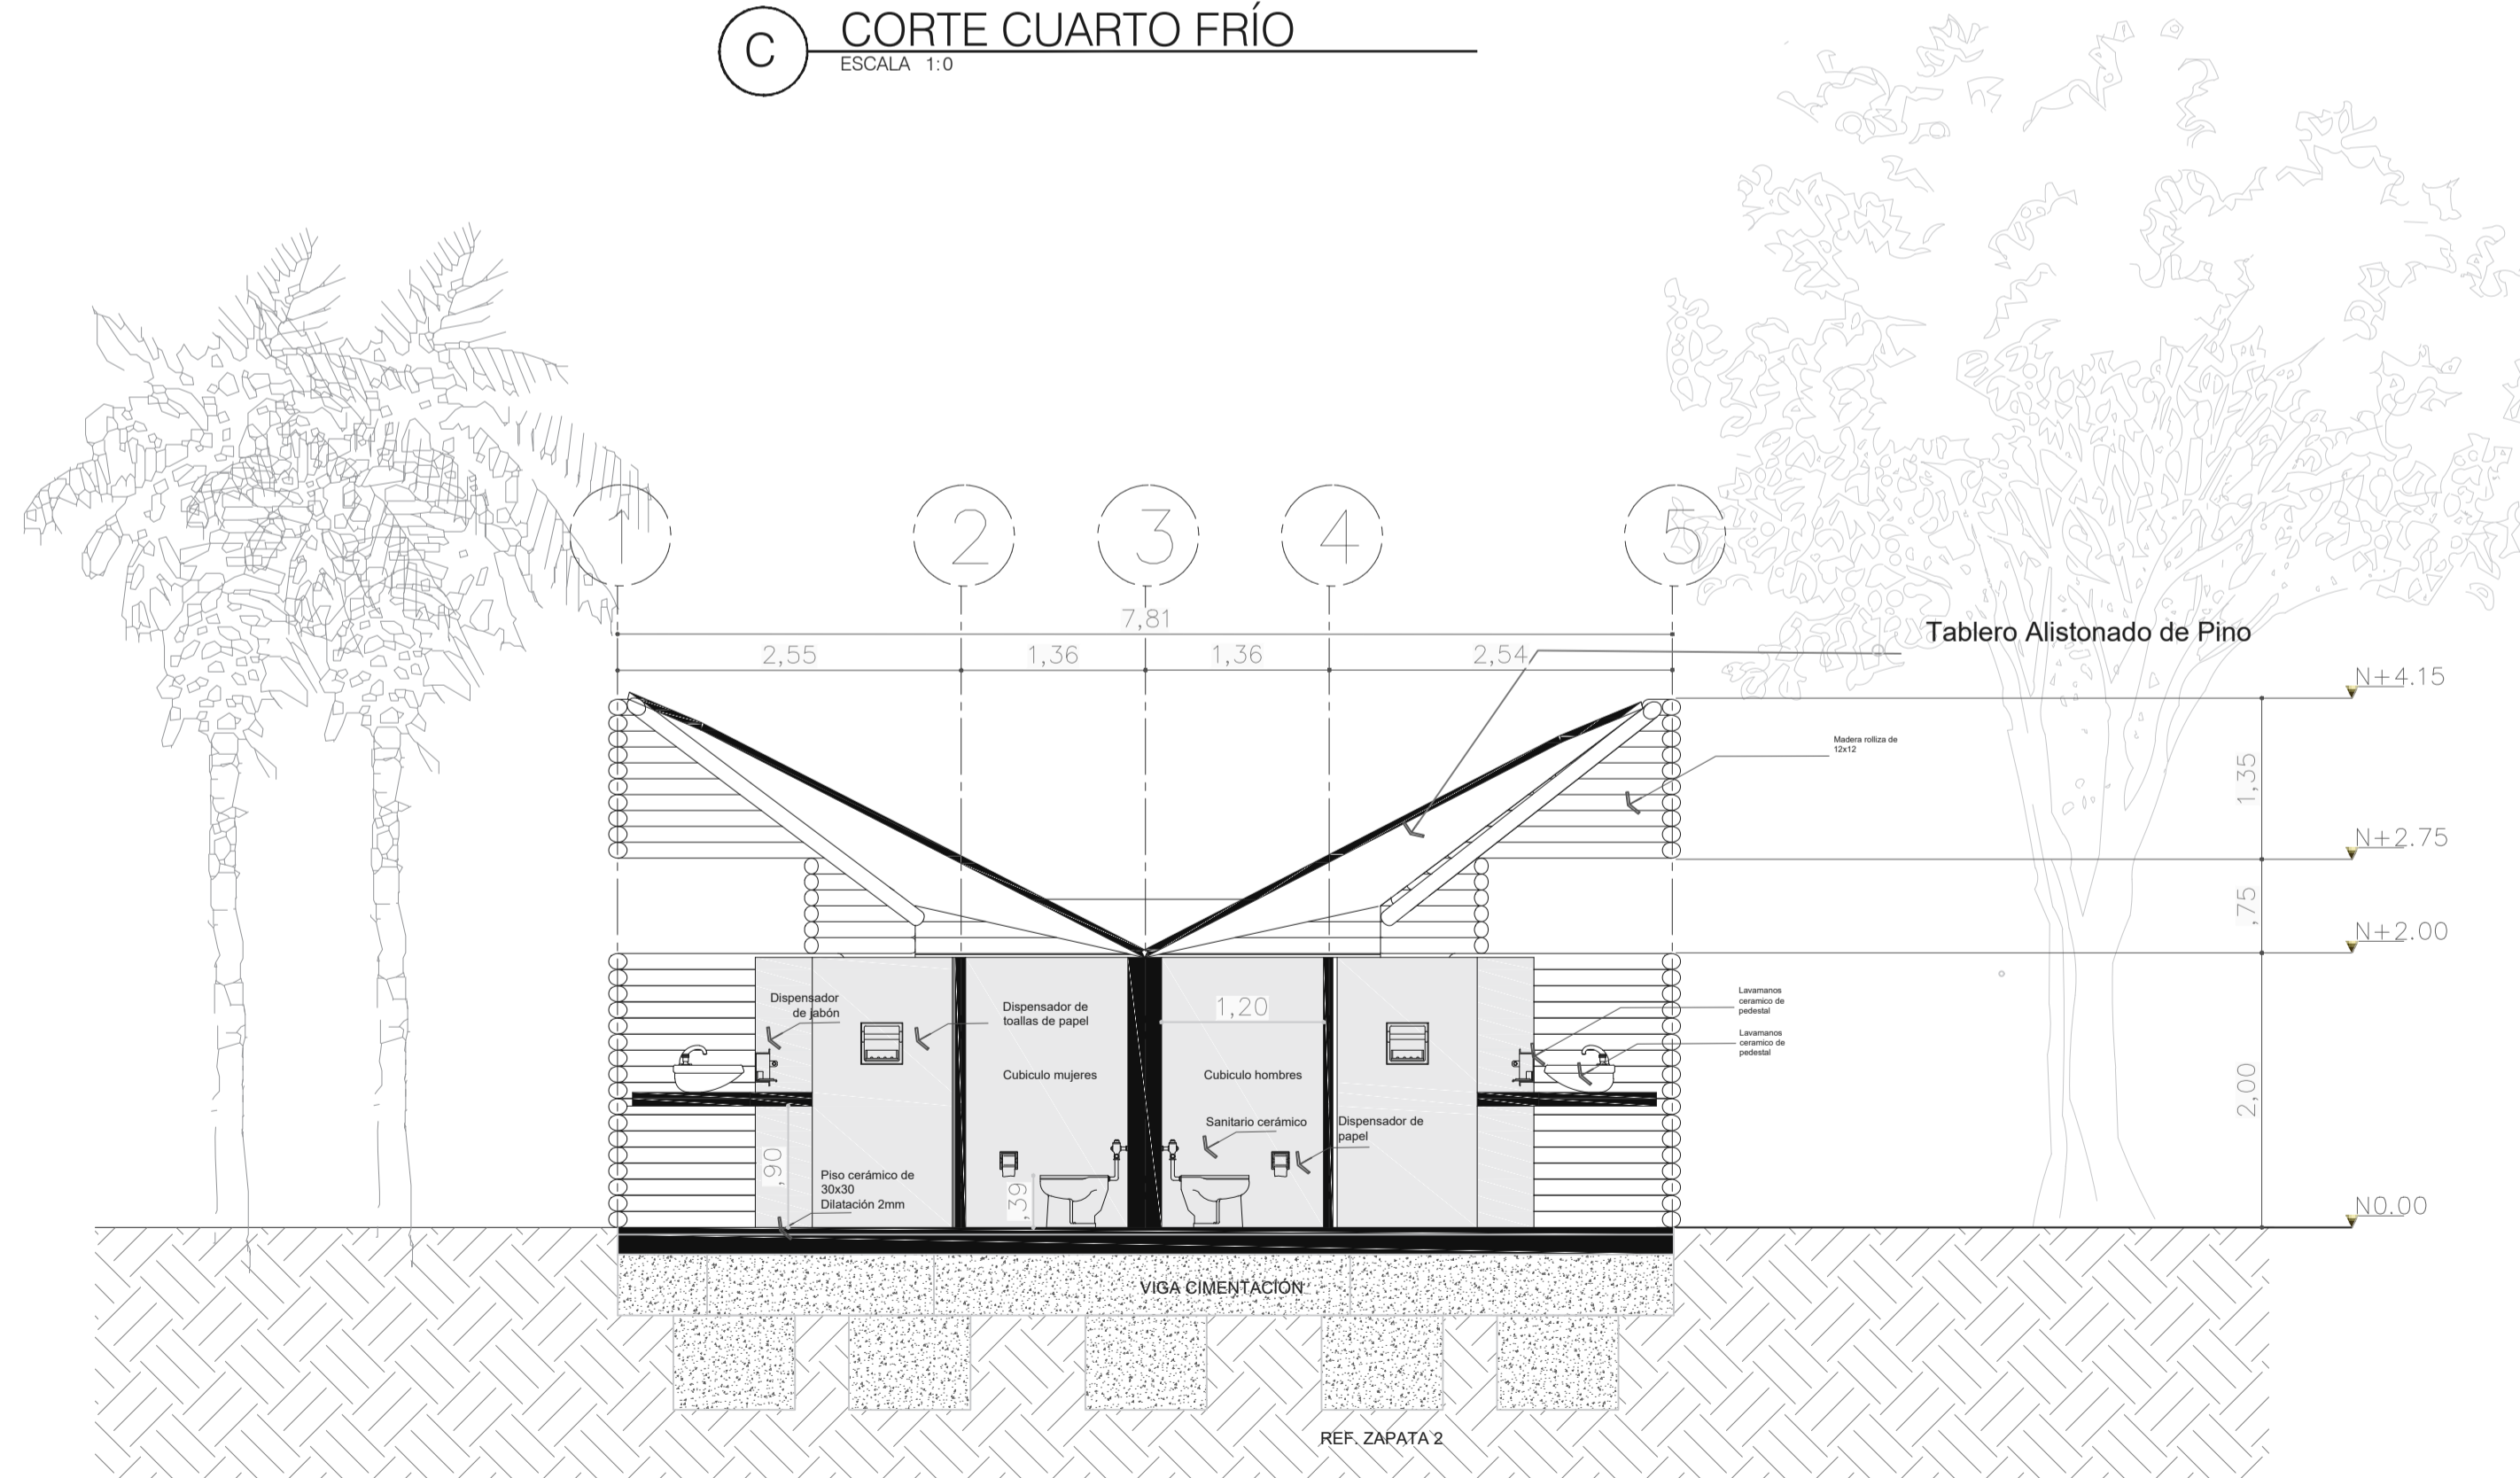 C
CORTE CUARTO FRÍO
ESCALA 1:0
1
2
3
4
5
7,81
2,55
1,36
1,36
2,54
Tablero Alistonado de Pino
N+4.15
Madera rolliza de
12x12
1,35
N+2.75
,75
N+2.00
Dispensador
de jabón
Dispensador de
toallas de papel
1,20
Lavamanos
ceramico de
pedestal
Lavamanos
ceramico de
pedestal
Cubiculo mujeres
Cubiculo hombres
2,00
Sanitario cerámico
Dispensador de
papel
,90
Piso cerámico de
30x30
Dilatación 2mm
,39
N0.00
VIGA CIMENTACIÓN
REF. ZAPATA 2